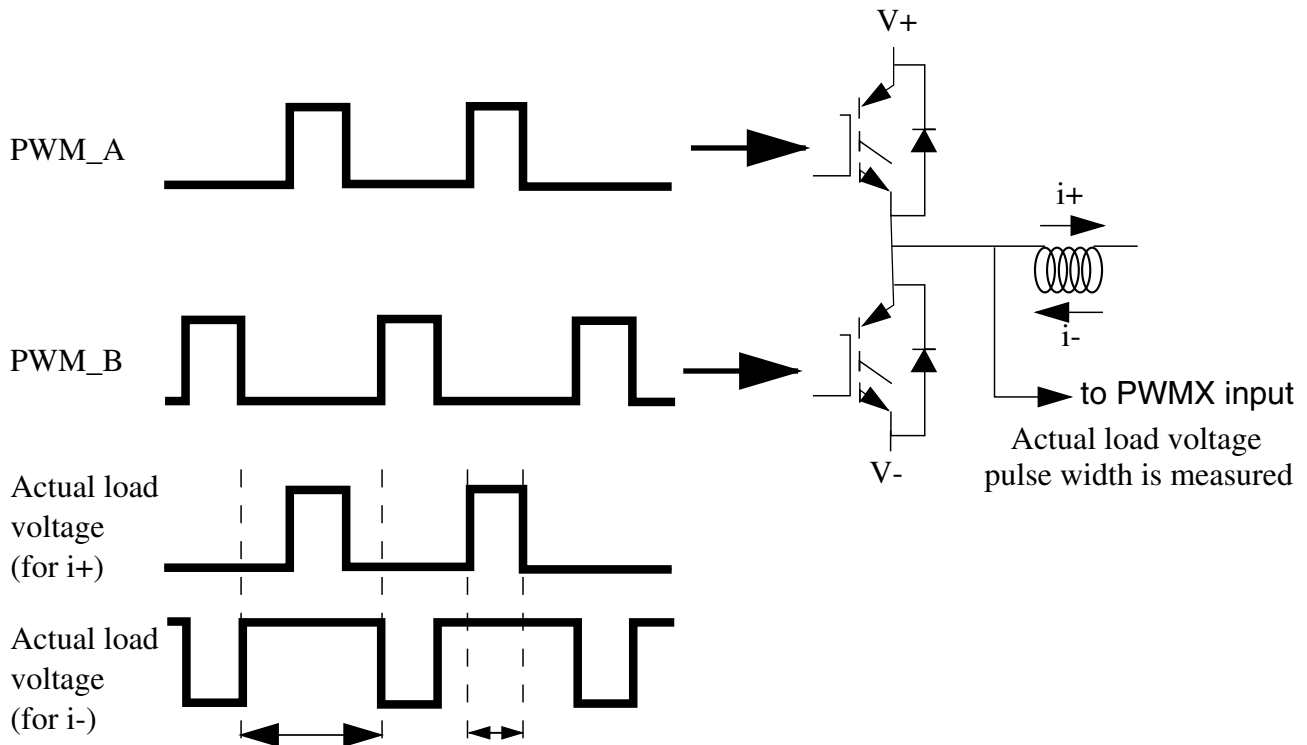 V+
PWM_A
i+
PWM_B
i-
to PWMX input
Actual load voltage
pulse width is measured
V-
Actual load
voltage
(for i+)
Actual load
voltage
(for i-)